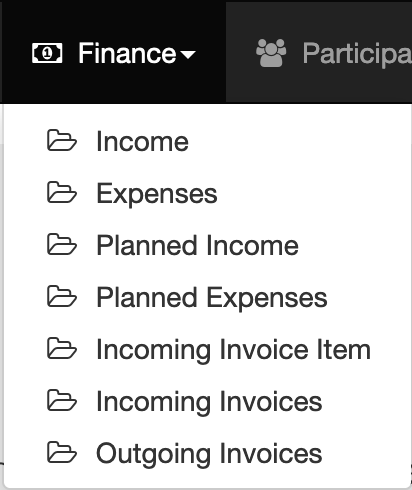 Finance Participa
Income
Expenses
Planned Income
Planned Expenses
Incoming Invoice Item
Incoming Invoices
Outgoing Invoices